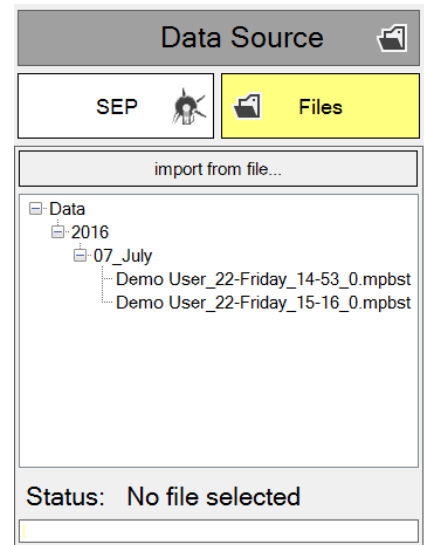 Data Source
SEP Files
import from file...
Data
2016
07_July
Demo User_22-Friday_14-53_0.mpbst
Demo User_22-Friday_15-16_0.mpbst
Status: No file selected